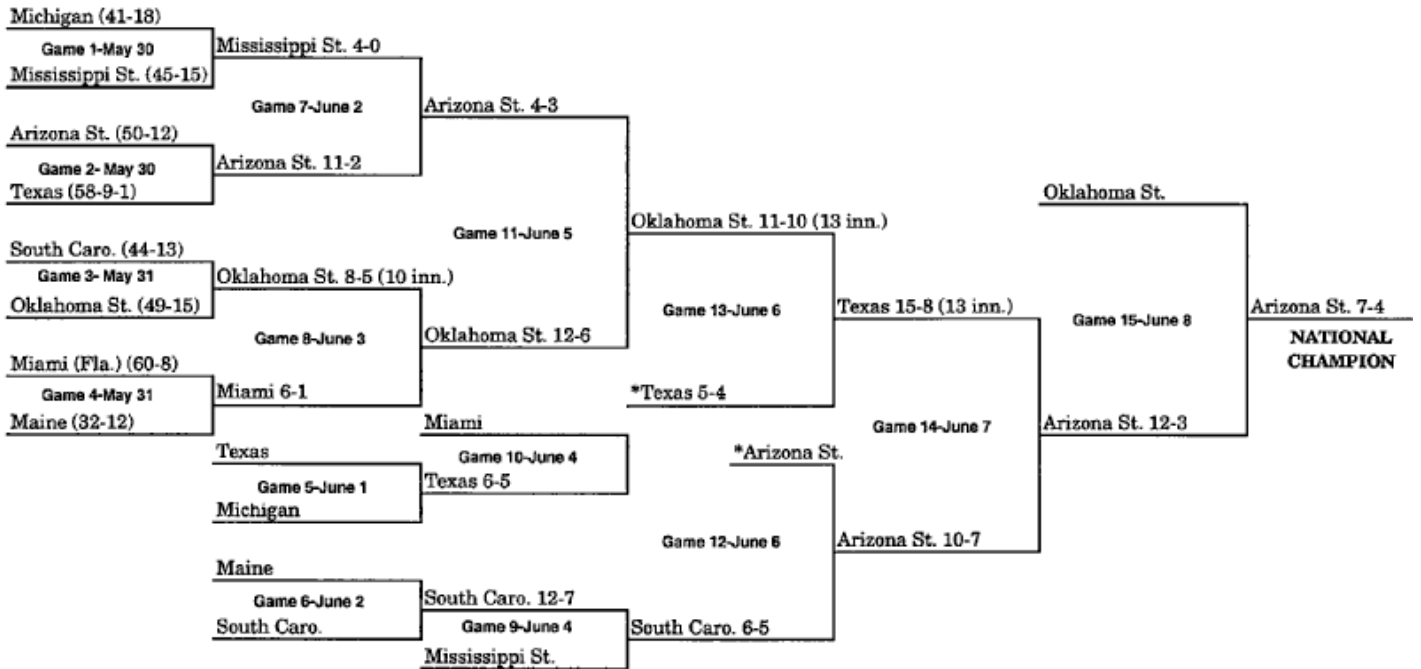 Michigan (41-18)
Game 1-May 30
Mississippi St. (45-15)
Mississippi St. 4-0
Game 7-June 2
Arizona St. (50-12)
Game 2- May 30
Texas (58-9-1)
Arizona St. 11-2
Arizona St. 4-3
Game 11-June 5
South Caro. (44-13)
Game 3- May 31
Oklahoma St. (49-15)
Oklahoma St. 8-5 (10 inn.)
Game 8-June 3
Miami (Fla.) (60-8)
Game 4-May 31
Maine (32-12)
Miami 6-1
Oklahoma St. 12-6
Oklahoma St. 11-10 (13 inn.)
Game 13-June 6
*Texas 5-4
Texas 15-8 (13 inn.)
Miami
Game 10-June 4
Texas 6-5
Texas
Game 5-June 1
Michigan
*Arizona St.
Game 12-June 6
Arizona St. 10-7
Game 14-June 7
Maine
Game 6-June 2
South Caro.
South Caro. 12-7
Game 9-June 4
Mississippi St.
South Caro. 6-5
Oklahoma St.
Game 15-June 8
Arizona St. 12-3
Arizona St. 7-4
NATIONAL
CHAMPION